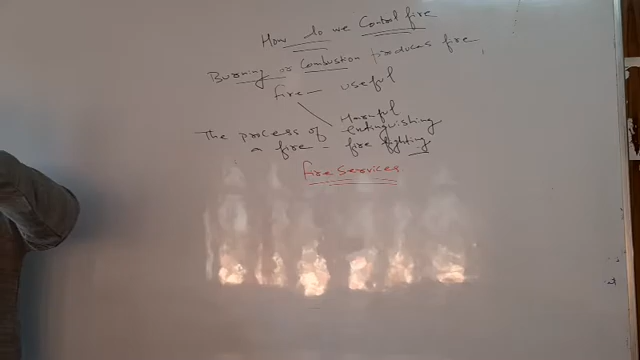 How do we Control fire
Burning or Combustion produces fire,
fire — useful
Harmful
The process of extinguishing
a fire - fire fighting
fire Services